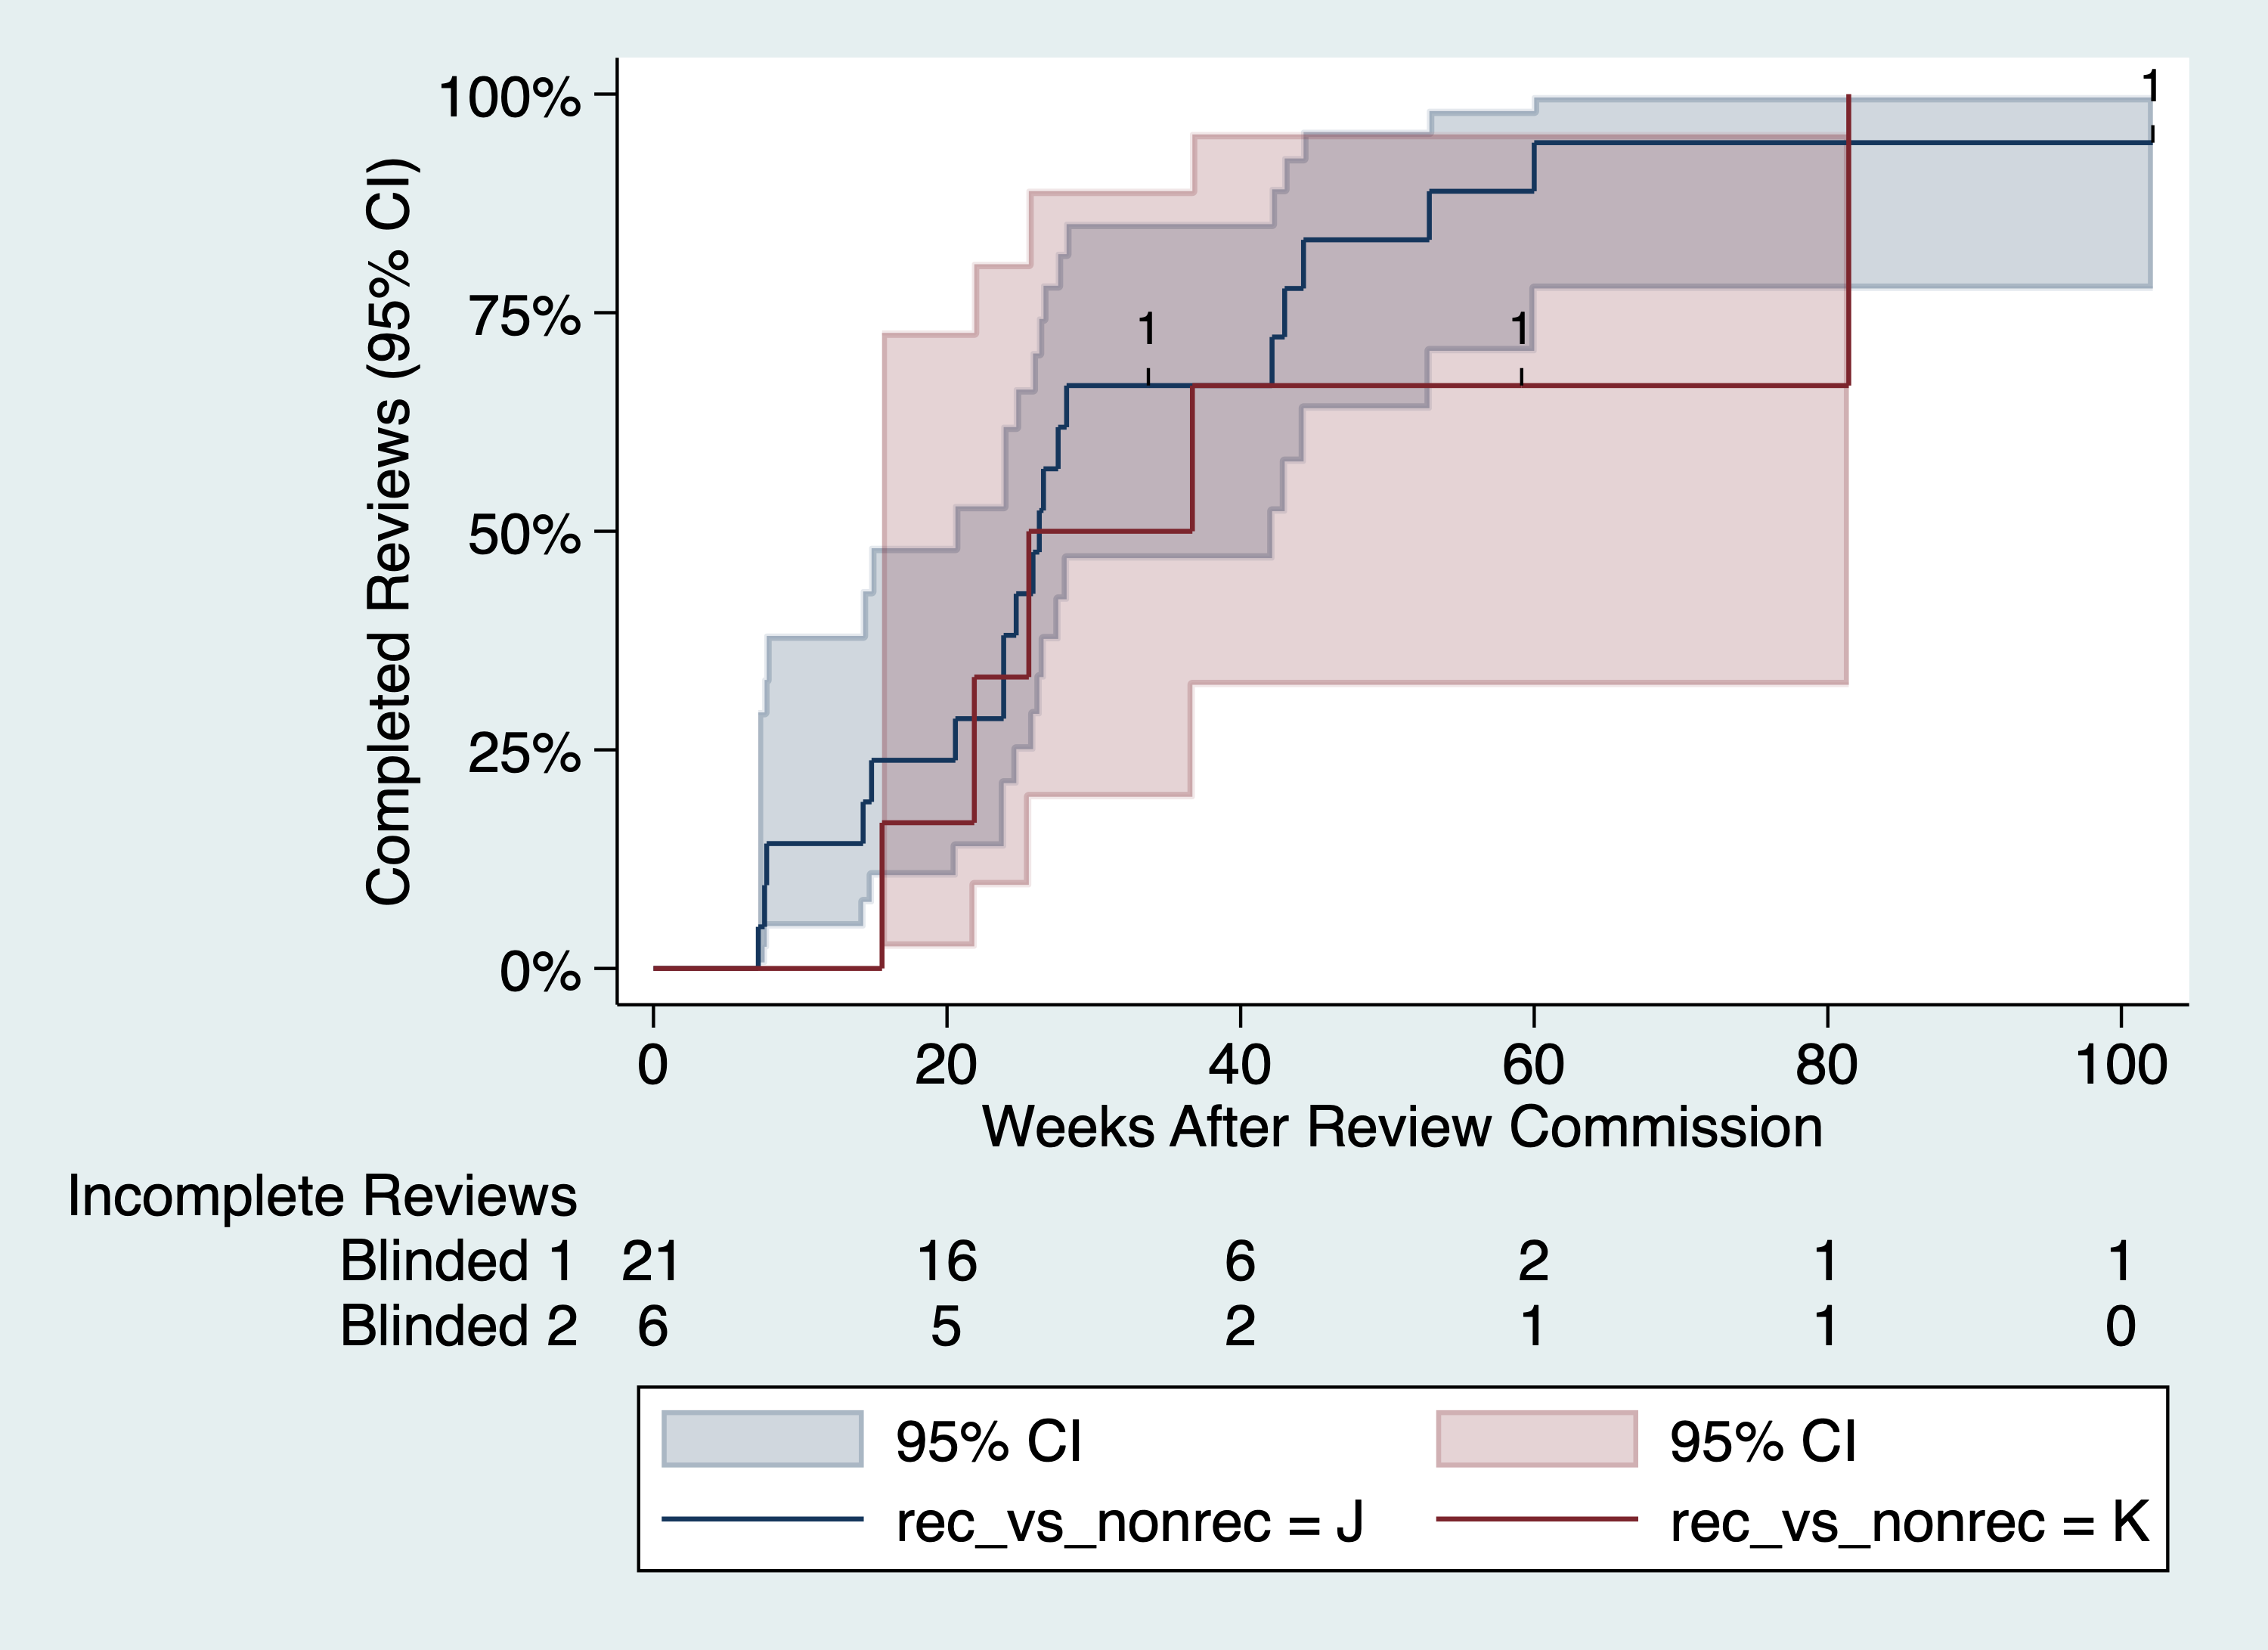 Completed Reviews (95% CI)
100%
75%
50%
25%
0%
1
1
1
0 20 40 60 80 100
Weeks After Review Commission
Incomplete Reviews
Blinded 1 21 16 6 2 1 1
Blinded 2 6 5 2 1 1 0
95% CI 95% CI
rec_vs_nonrec = J rec_vs_nonrec = K